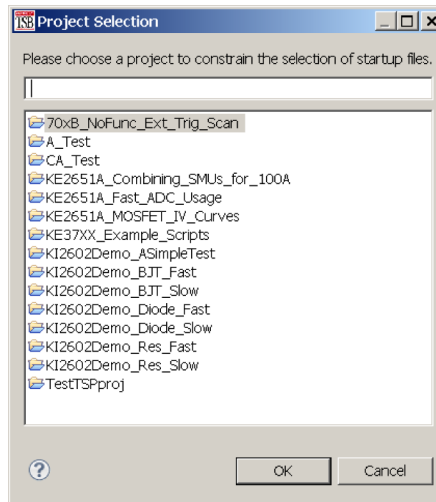 TSB Project Selection
Please choose a project to constrain the selection of startup files.
70xB_NoFunc_Ext_Trig_Scan
A_Test
CA_Test
KE2651A_Combining_SMUs_for_100A
KE2651A_Fast_ADC_Usage
KE2651A_MOSFET_IV_Curves
KE37XX_Example_Scripts
KI2602Demo_ASimpleTest
KI2602Demo_BJT_Fast
KI2602Demo_BJT_Slow
KI2602Demo_Diode_Fast
KI2602Demo_Diode_Slow
KI2602Demo_Res_Fast
KI2602Demo_Res_Slow
TestTSPproj
? OK Cancel